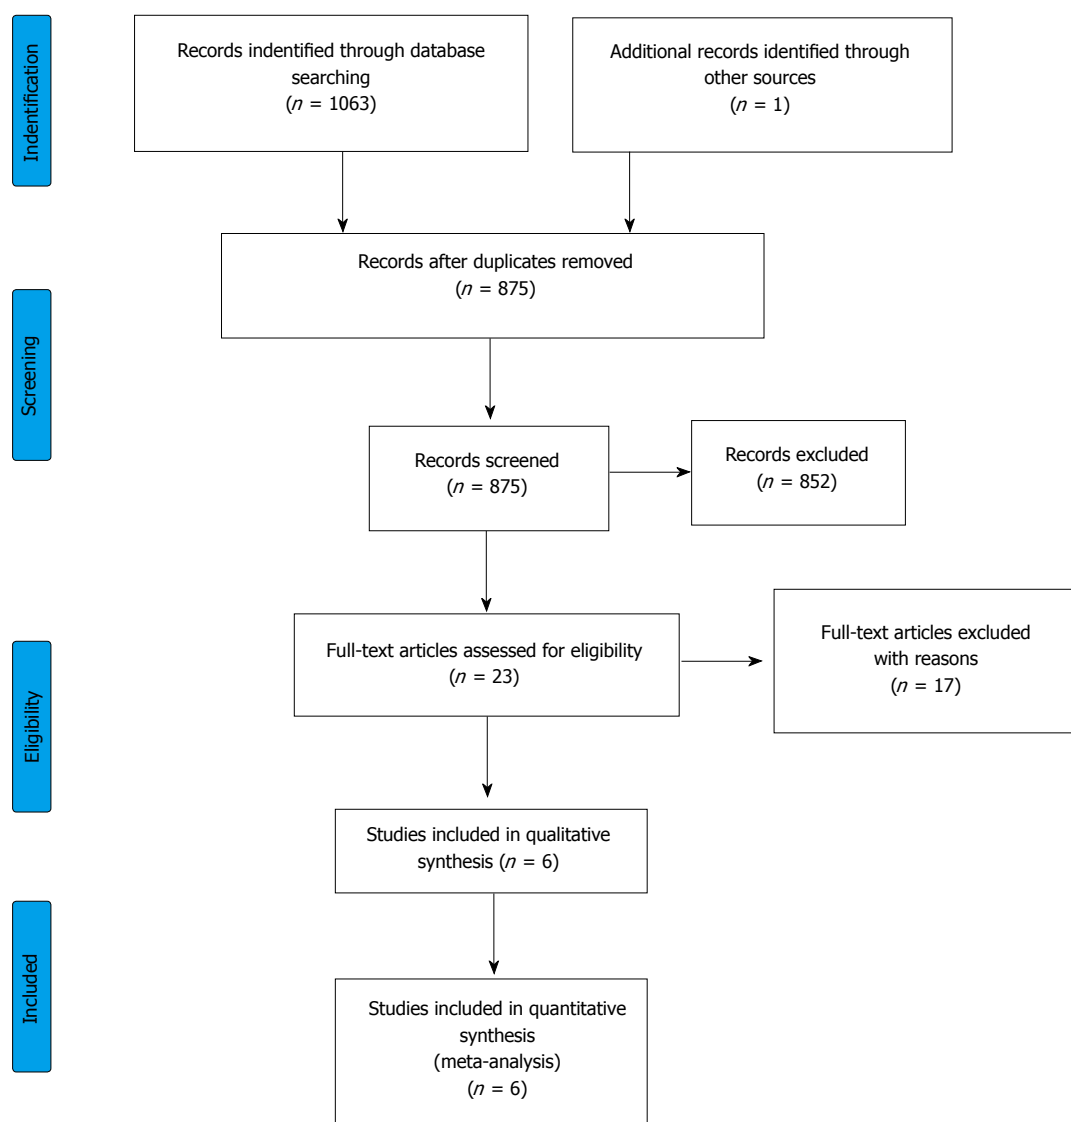 Indentification
Records indentified through database
searching
(n = 1063)
Additional records identified through
other sources
(n = 1)
Records after duplicates removed
(n = 875)
Screening
Records screened
(n = 875)
Records excluded
(n = 852)
Eligibility
Full-text articles assessed for eligibility
(n = 23)
Full-text articles excluded
with reasons
(n = 17)
Studies included in qualitative
synthesis (n = 6)
Included
Studies included in quantitative
synthesis
(meta-analysis)
(n = 6)